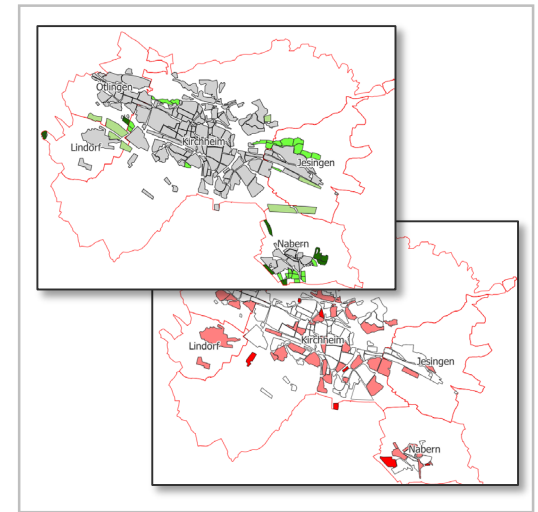 Ötlingen
Kirchheim
Lindorf
Jesingen
Nabern
Kirchheim
Lindorf
Jesingen
Nabern